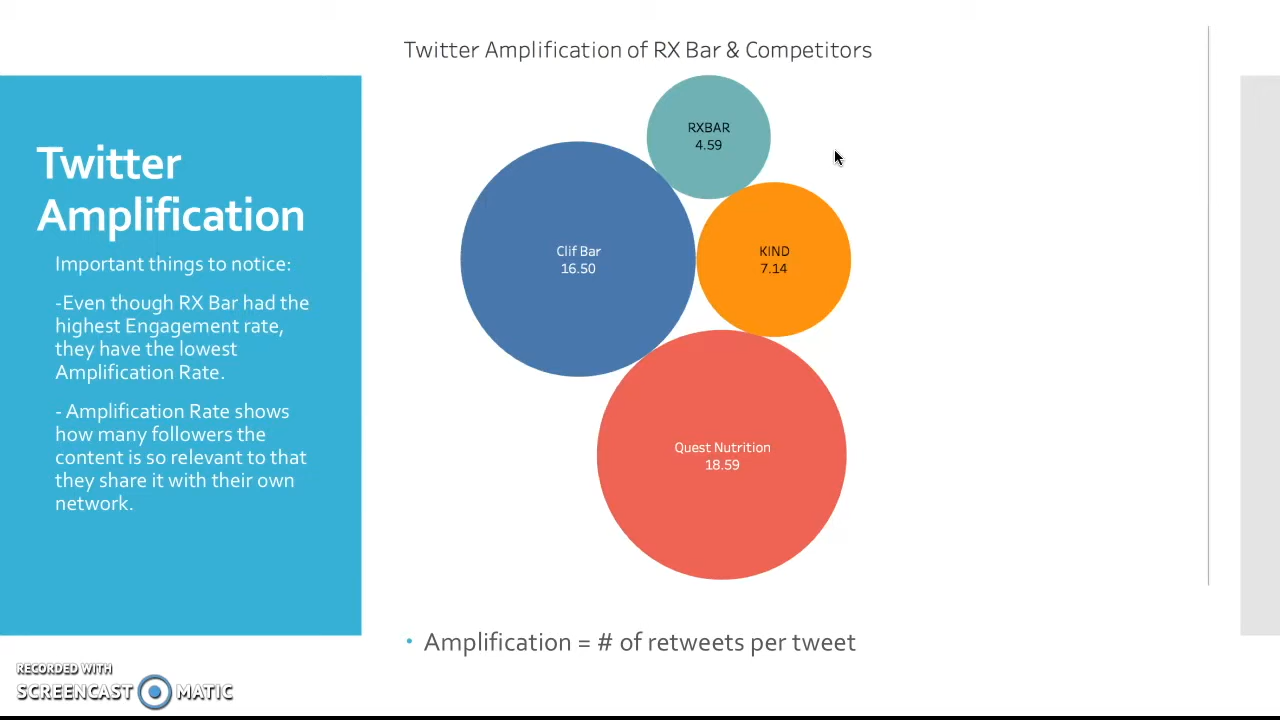 Twitter Amplification of RX Bar & Competitors
Twitter
Amplification
Important things to notice:
-Even though RX Bar had the
highest Engagement rate,
they have the lowest
Amplification Rate.
- Amplification Rate shows
how many followers the
content is so relevant to that
they share it with their own
network.
RXBAR
4.59
Clif Bar
16.50
KIND
7.14
Quest Nutrition
18.59
• Amplification = # of retweets per tweet
RECORDED WITH
SCREENCAST MATIC